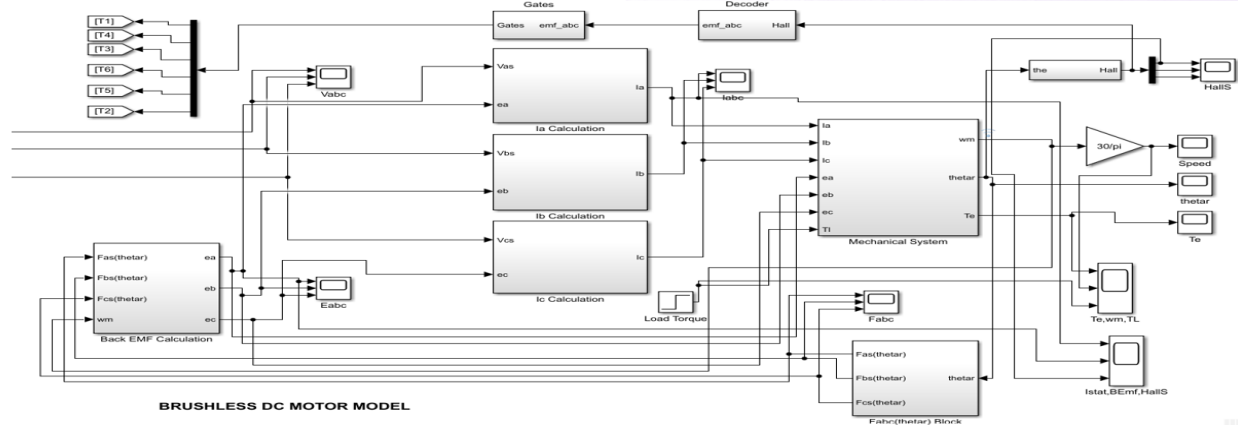 Gates
Decoder
[T1]
[T4]
[T3]
[T6]
[T5]
[T2]
Gates emf_abc
emf_abc Hall
Vabc
Vas
ea
Ia
Ia Calculation
Iabc
the Hall
HallS
Vbs
eb
Ib
Ib Calculation
Ia
Ib
Ic
ea
eb
ec
Tl
wm
thetar
Te
Mechanical System
30/pi
Speed
thetar
Te
Vcs
ec
Ic
Ic Calculation
Fas(thetar)
Fbs(thetar)
Fcs(thetar)
wm
ea
eb
ec
Back EMF Calculation
Eabc
Load Torque
Fabc
Te,wm,TL
Fas(thetar)
Fbs(thetar)
Fcs(thetar)
thetar
Fabc(thetar) Block
Istat,BEmf,HallS
BRUSHLESS DC MOTOR MODEL